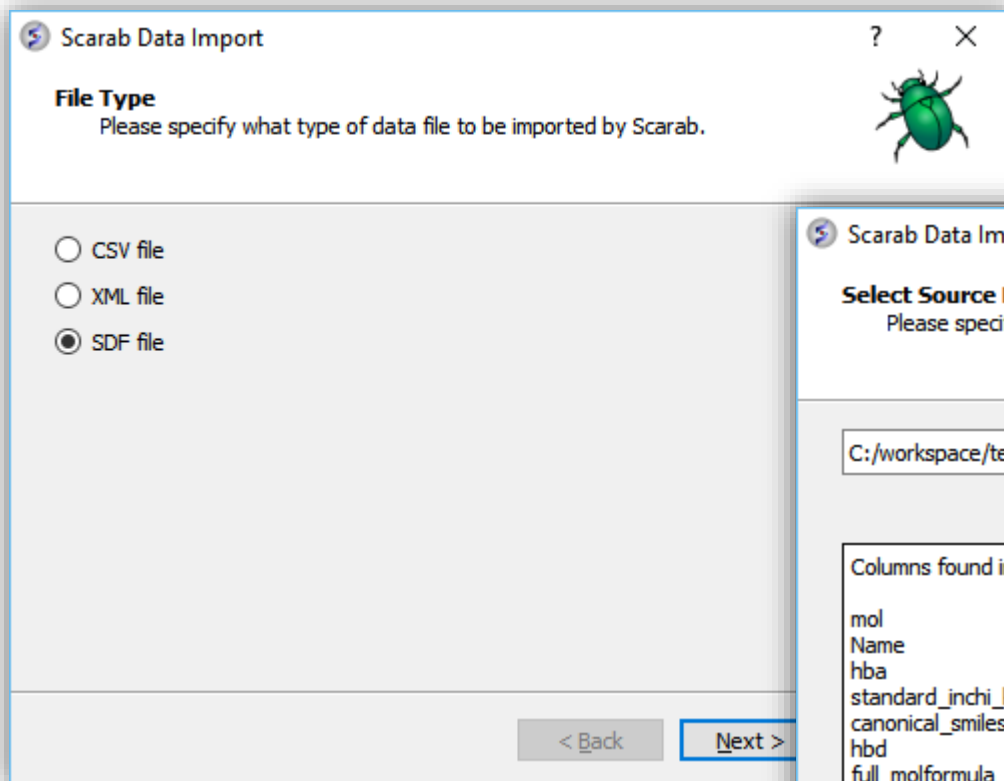 Scarab Data Import
?
File Type
Please specify what type of data file to be imported by Scarab.
CSV file
XML file
SDF file
< Back
Next >
Scarab Data Im
Select Source
Please speci
C:/workspace/te
Columns found i
mol
Name
hba
standard_inchi_
canonical_smiles
hbd
full_molformula